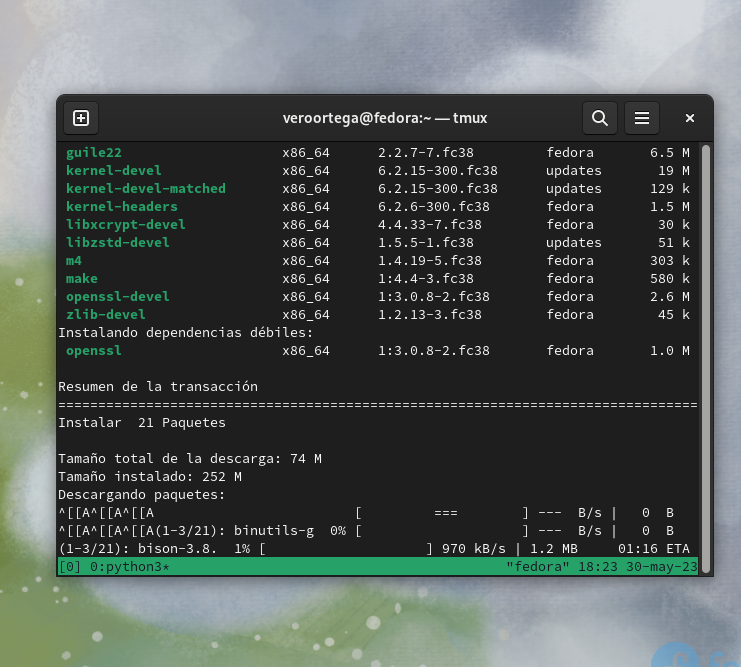 veroortega@fedora:~ — tmux
guile22 x86_64 2.2.7-7.fc38 fedora 6.5 M
kernel-devel x86_64 6.2.15-300.fc38 updates 19 M
kernel-devel-matched x86_64 6.2.15-300.fc38 updates 129 k
kernel-headers x86_64 6.2.6-300.fc38 fedora 1.5 M
libxcrypt-devel x86_64 4.4.33-7.fc38 fedora 30 k
libzstd-devel x86_64 1.5.5-1.fc38 updates 51 k
m4 x86_64 1.4.19-5.fc38 fedora 303 k
make x86_64 1:4.4-3.fc38 fedora 580 k
openssl-devel x86_64 1:3.0.8-2.fc38 fedora 2.6 M
zlib-devel x86_64 1.2.13-3.fc38 fedora 45 k
Instalando dependencias débiles:
openssl x86_64 1:3.0.8-2.fc38 fedora 1.0 M
Resumen de la transacción
================================================================================
Instalar 21 Paquetes
Tamaño total de la descarga: 74 M
Tamaño instalado: 252 M
Descargando paquetes:
^[[A^[[A^[[A [ === ] --- B/s | 0 B
^[[A^[[A^[[A(1-3/21): binutils-g 0% [ ] --- B/s | 0 B
(1-3/21): bison-3.8. 1% [ ] 970 kB/s | 1.2 MB 01:16 ETA
[0] 0:python3* "fedora" 18:23 30-may-23